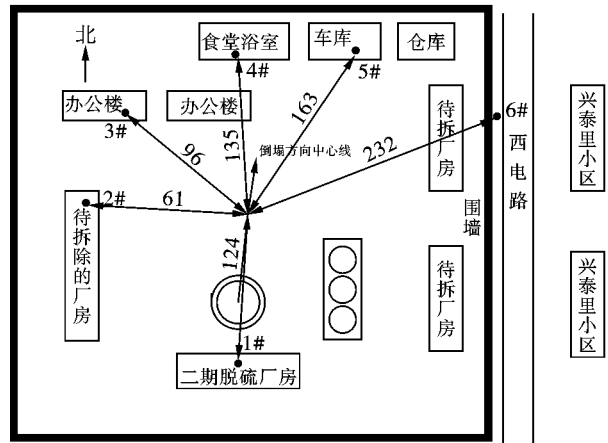 北
食堂浴室
车库
仓库
4#
5#
办公楼
办公楼
3#
待拆厂房
6#
西电路
兴泰里小区
163
135
96
倒塌方向中心线
232
2#
61
待拆除的厂房
围墙
124
待拆厂房
兴泰里小区
1#
二期脱硫厂房